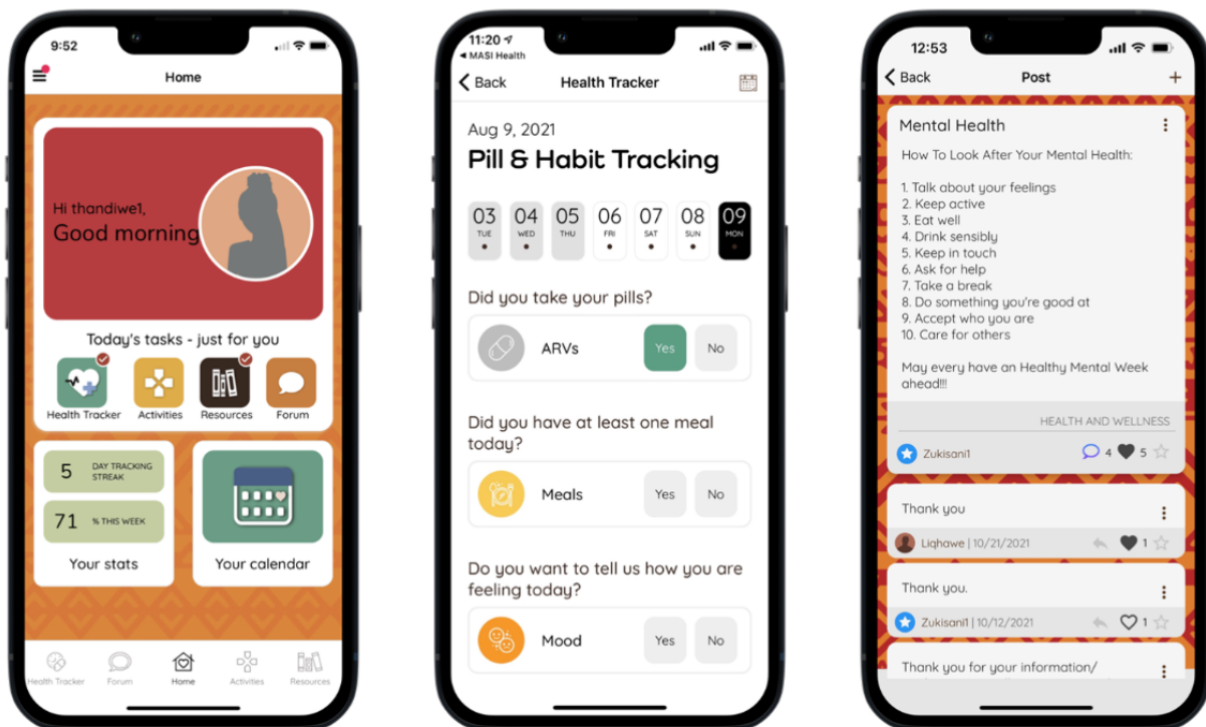 9:52
Home
Hi thandiwe1,
Good morning
Today's tasks - just for you
Health Tracker
Activities
Resources
Forum
5 DAY TRACKING
STREAK
71 % THIS WEEK
Your stats
Your calendar
Health Tracker
Forum
Home
Activities
Resources
11:20
MASI Health
Back
Health Tracker
Aug 9, 2021
Pill & Habit Tracking
03 04 05 06 07 08 09
TUE WED THU FRI SAT SUN MON
Did you take your pills?
ARVs Yes No
Did you have at least one meal
today?
Meals Yes No
Do you want to tell us how you are
feeling today?
Mood Yes No
12:53
Back
Post
+
Mental Health
How To Look After Your Mental Health:
1. Talk about your feelings
2. Keep active
3. Eat well
4. Drink sensibly
5. Keep in touch
6. Ask for help
7. Take a break
8. Do something you're good at
9. Accept who you are
10. Care for others
May every have an Healthy Mental Week
ahead!!!
HEALTH AND WELLNESS
Zukisani1 4 5
Thank you
Liqhawe | 10/21/2021 1
Thank you.
Zukisani1 | 10/12/2021 1
Thank you for your information/